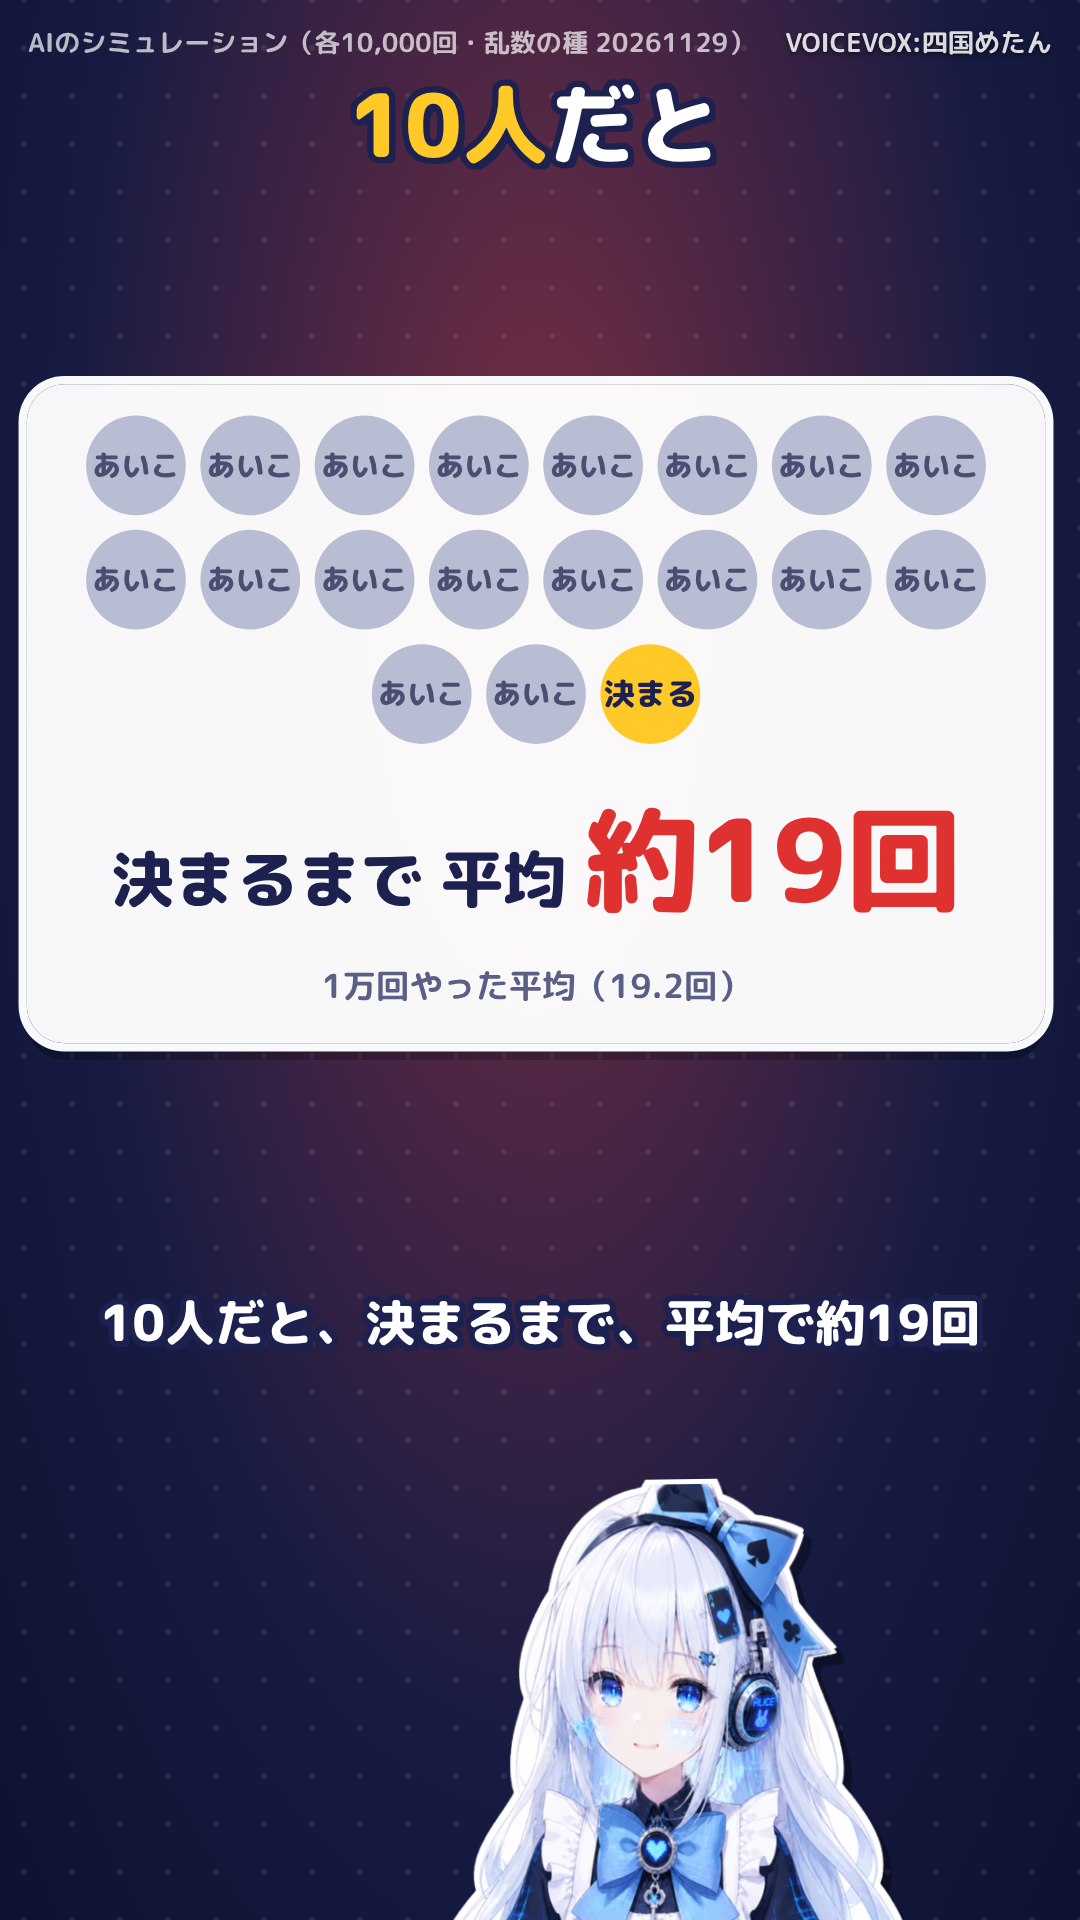 AIのシミュレーション（各10,000回・乱数の種 20261129） VOICEVOX:四国めたん
10人だと
あいこ あいこ あいこ あいこ あいこ あいこ あいこ あいこ
あいこ あいこ あいこ あいこ あいこ あいこ あいこ あいこ
あいこ あいこ 決まる
決まるまで 平均 約19回
1万回やった平均（19.2回）
10人だと、決まるまで、平均で約19回
ALICE